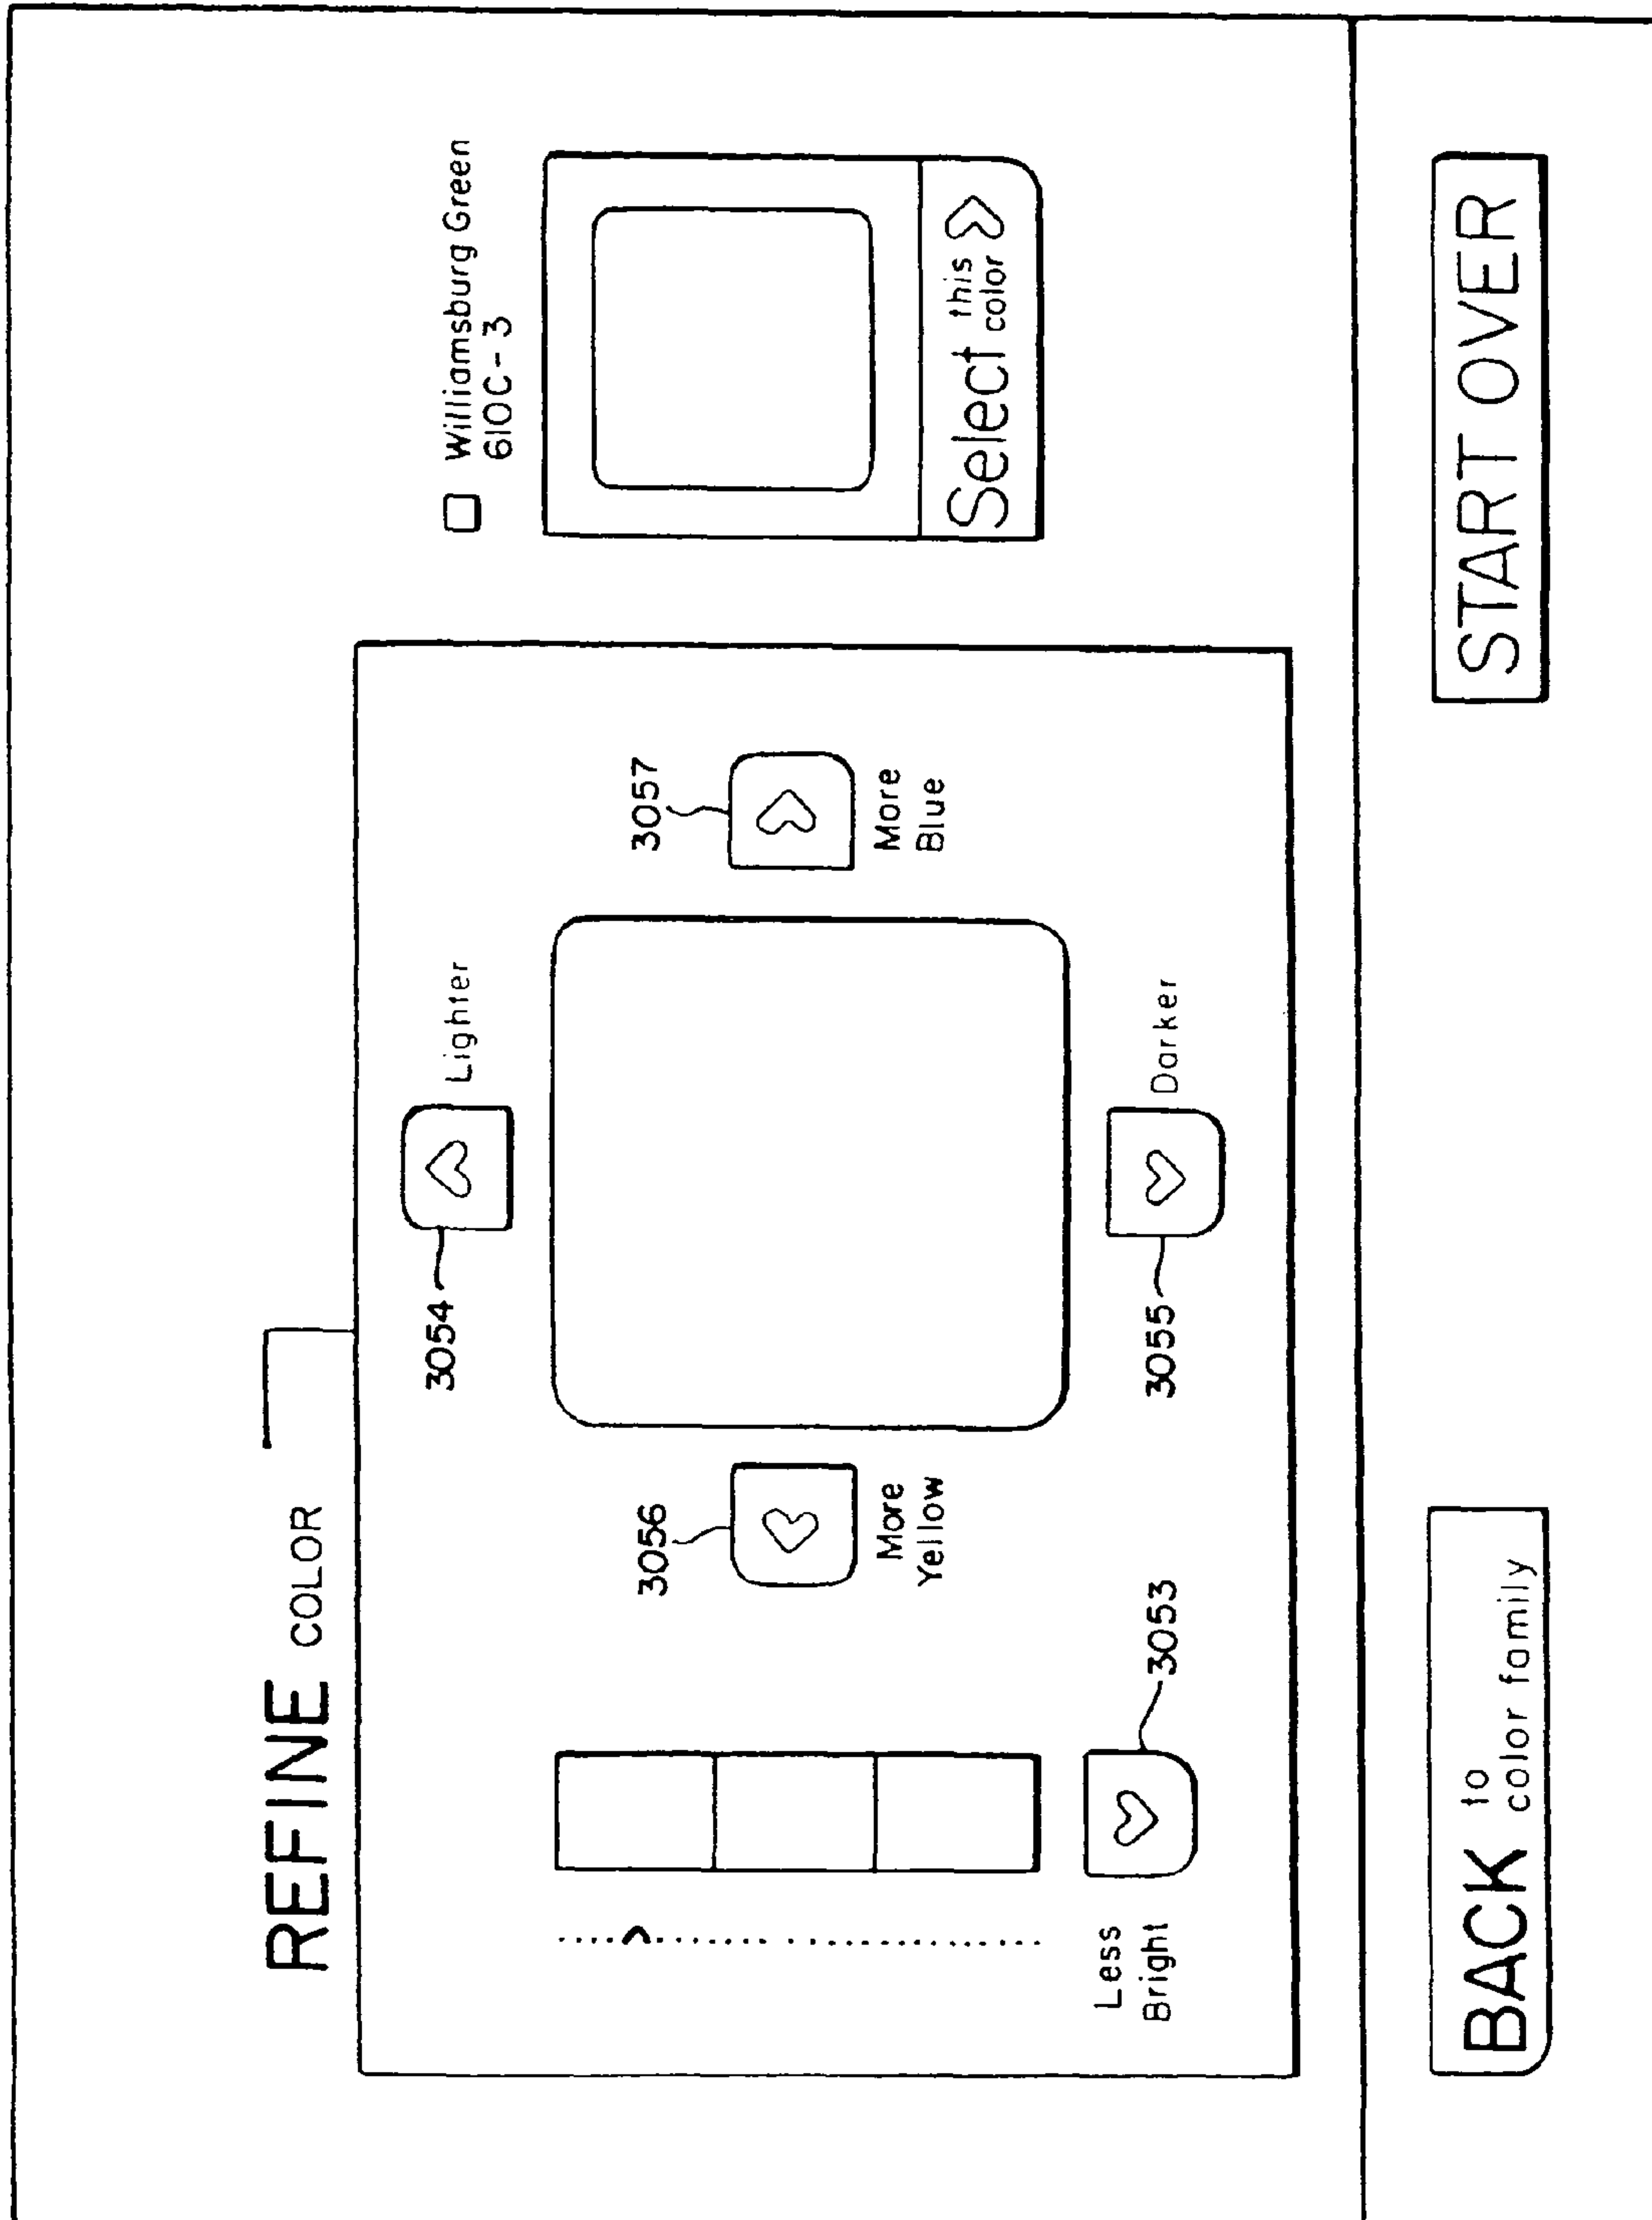 REFINE COLOR
Williamsburg Green
610C-3
3054
Lighter
3056
3057
More
Yellow
More
Blue
Select this
color
Less
Bright
3053
3055
Darker
BACK to
color family
START OVER